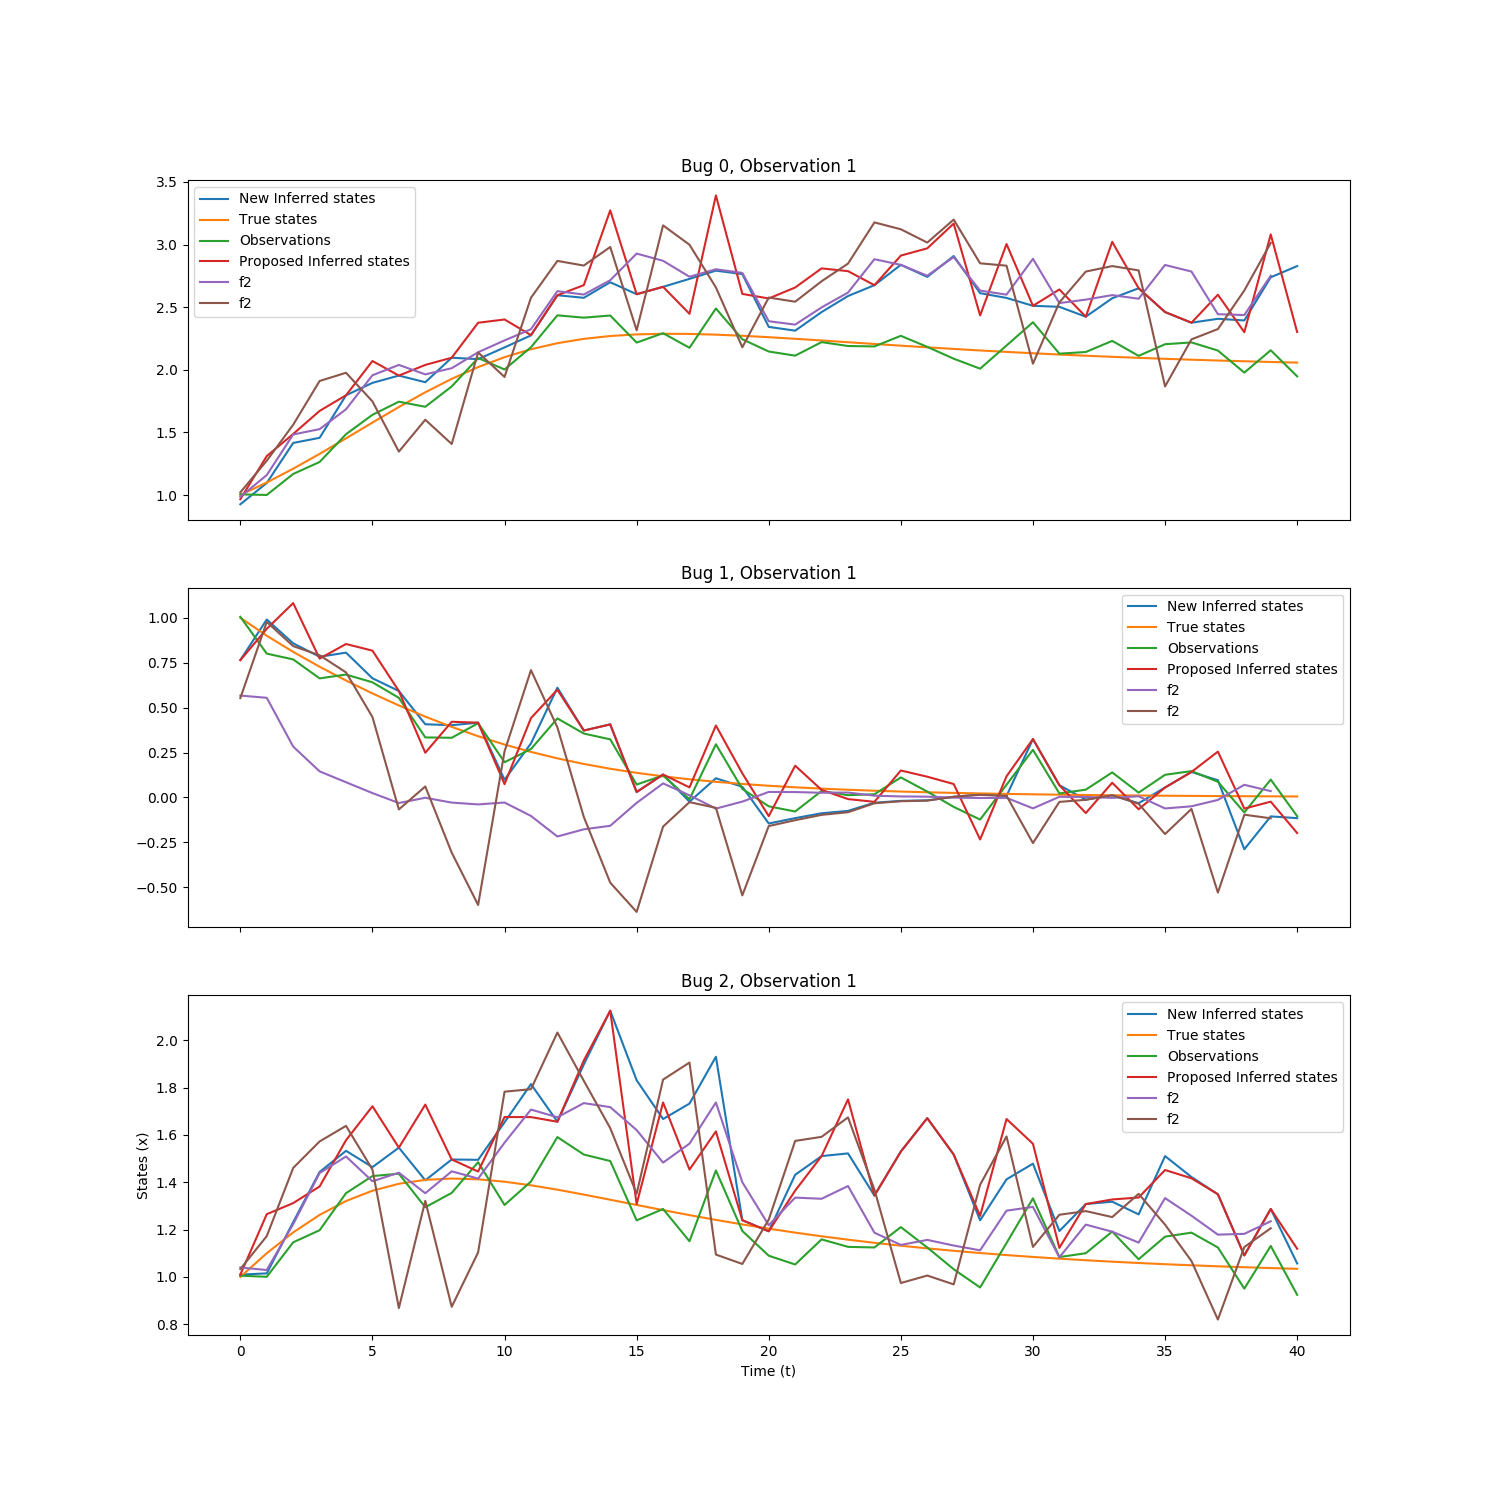 Bug 0, Observation 1
3.5
3.0
2.5
2.0
1.5
1.0
New Inferred states
True states
Observations
Proposed Inferred states
f2
f2
Bug 1, Observation 1
1.00
0.75
0.50
0.25
0.00
−0.25
−0.50
New Inferred states
True states
Observations
Proposed Inferred states
f2
f2
Bug 2, Observation 1
States (x)
2.0
1.8
1.6
1.4
1.2
1.0
0.8
New Inferred states
True states
Observations
Proposed Inferred states
f2
f2
0 5 10 15 20 25 30 35 40
Time (t)